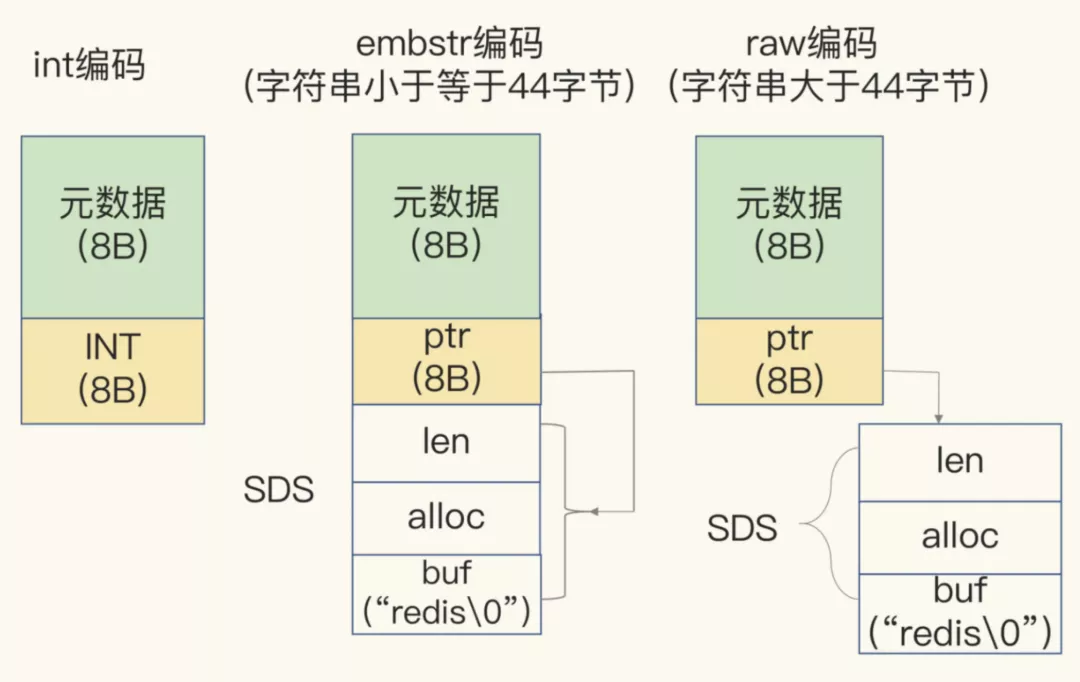 int编码
元数据
(8B)
INT
(8B)
embstr编码
(字符串小于等于44字节)
元数据
(8B)
ptr
(8B)
SDS
len
alloc
buf
(“redis\0”)
raw编码
(字符串大于44字节)
元数据
(8B)
ptr
(8B)
SDS
len
alloc
buf
(“redis\0”)